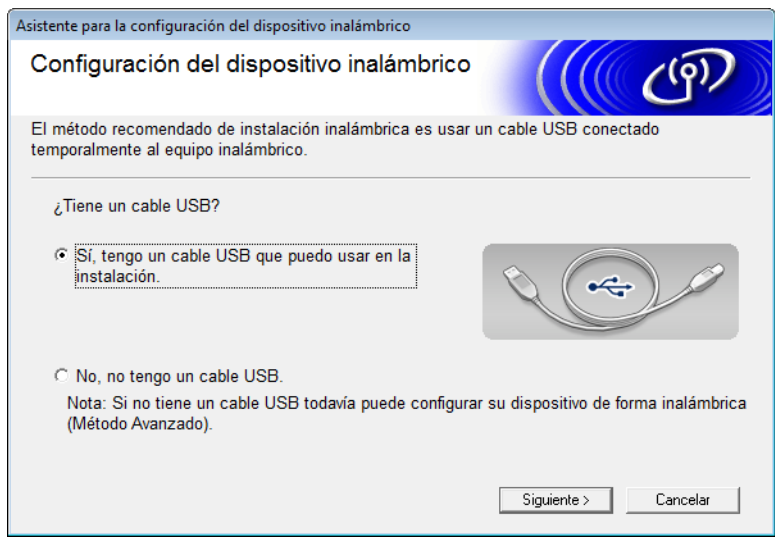 Asistente para la configuración del dispositivo inalámbrico
Configuración del dispositivo inalámbrico
El método recomendado de instalación inalámbrica es usar un cable USB conectado
temporalmente al equipo inalámbrico.
¿Tiene un cable USB?
Sí, tengo un cable USB que puedo usar en la
instalación.
No, no tengo un cable USB.
Nota: Si no tiene un cable USB todavía puede configurar su dispositivo de forma inalámbrica
(Método Avanzado).
Siguiente >
Cancelar